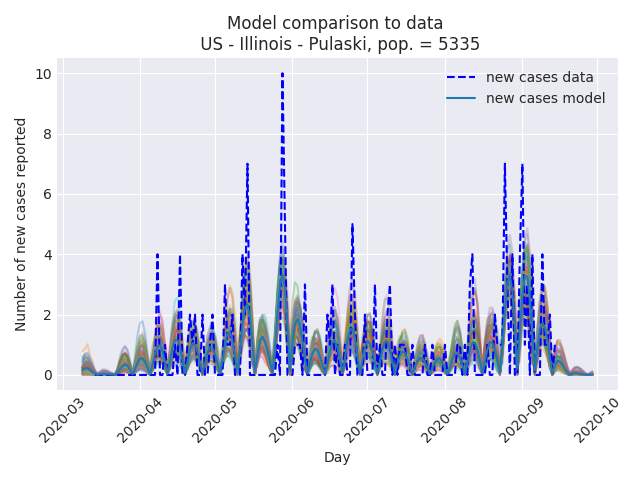 Model comparison to data
US - Illinois - Pulaski, pop. = 5335
new cases data
new cases model
Number of new cases reported
10
8
6
4
2
0
2020-03
2020-04
2020-05
2020-06
2020-07
2020-08
2020-09
2020-10
Day